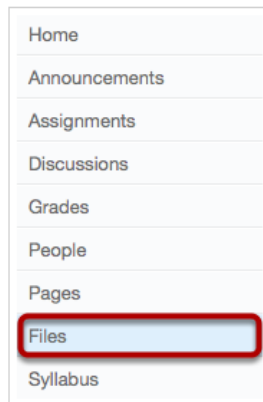 Home
Announcements
Assignments
Discussions
Grades
People
Pages
Files
Syllabus